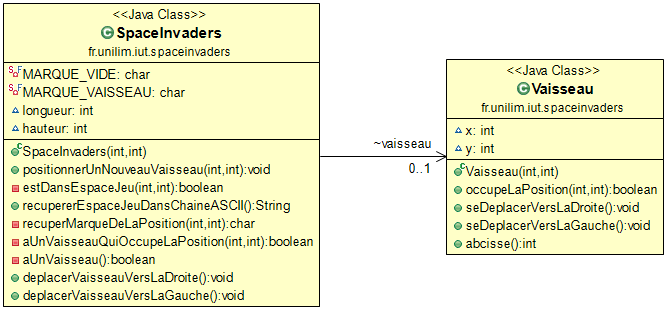 <<Java Class>>
SpaceInvaders
fr.unilim.iut.spaceinvaders
MARQUE_VIDE: char
MARQUE_VAISSEAU: char
longueur: int
hauteur: int
SpaceInvaders(int,int)
positionnerUnNouveauVaisseau(int,int):void
estDansEspaceJeu(int,int):boolean
recupererEspaceJeuDansChaineASCII():String
recuperMarqueDeLaPosition(int,int):char
aUnVaisseauQuiOccupeLaPosition(int,int):boolean
aUnVaisseau():boolean
deplacerVaisseauVersLaDroite():void
deplacerVaisseauVersLaGauche():void
~vaisseau
0..1
<<Java Class>>
Vaisseau
fr.unilim.iut.spaceinvaders
x: int
y: int
Vaisseau(int,int)
occupeLaPosition(int,int):boolean
seDeplacerVersLaDroite():void
seDeplacerVersLaGauche():void
abcisse():int